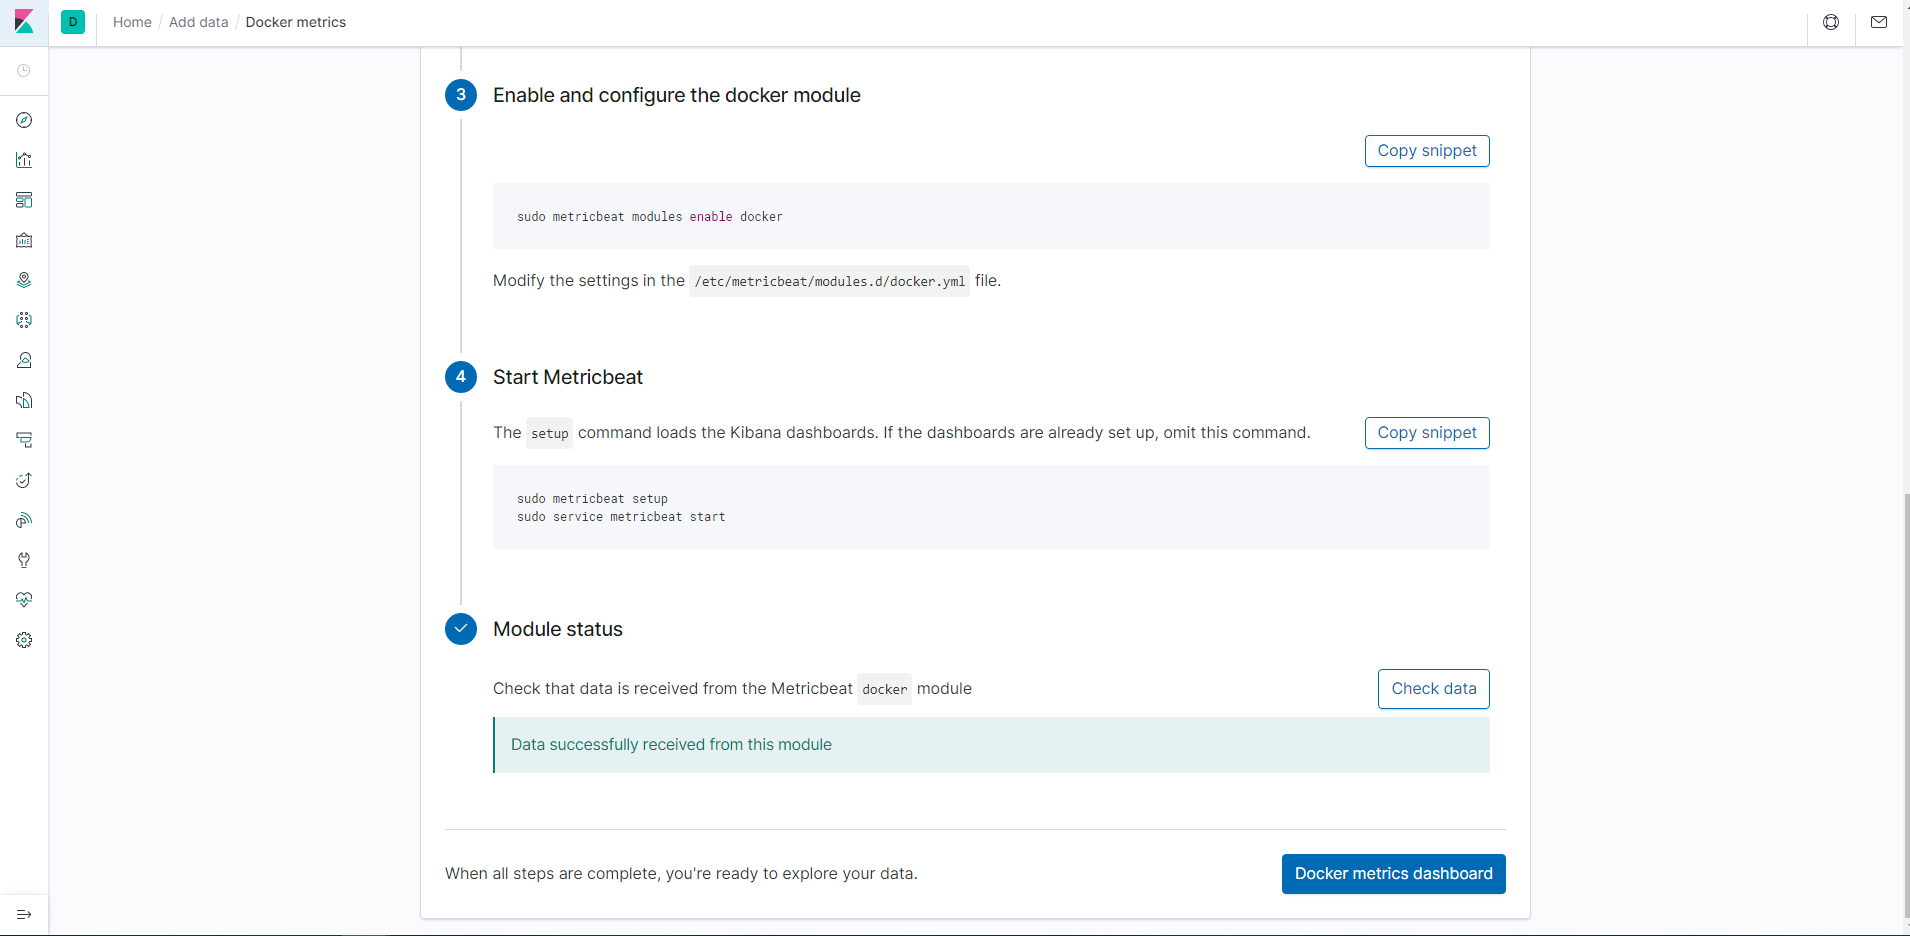 D
Home / Add data / Docker metrics
3
Enable and configure the docker module
Copy snippet
sudo metricbeat modules enable docker
Modify the settings in the /etc/metricbeat/modules.d/docker.yml file.
4
Start Metricbeat
The setup command loads the Kibana dashboards. If the dashboards are already set up, omit this command.
Copy snippet
sudo metricbeat setup
sudo service metricbeat start
Module status
Check that data is received from the Metricbeat docker module
Check data
Data successfully received from this module
When all steps are complete, you're ready to explore your data.
Docker metrics dashboard